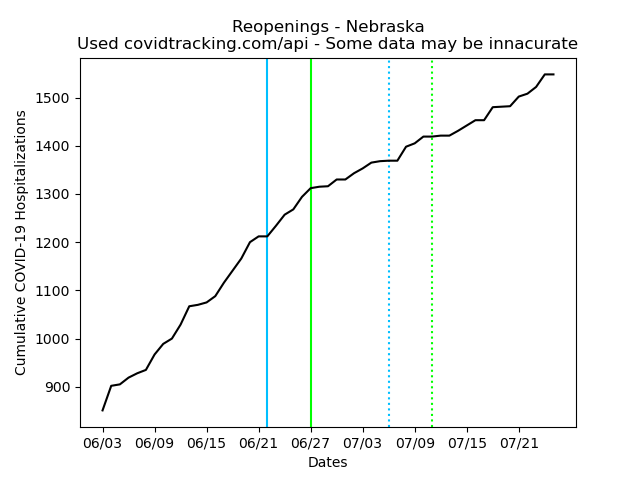 Reopenings - Nebraska
Used covidtracking.com/api - Some data may be innacurate
Cumulative COVID-19 Hospitalizations
1500
1400
1300
1200
1100
1000
900
06/03 06/09 06/15 06/21 06/27 07/03 07/09 07/15 07/21
Dates